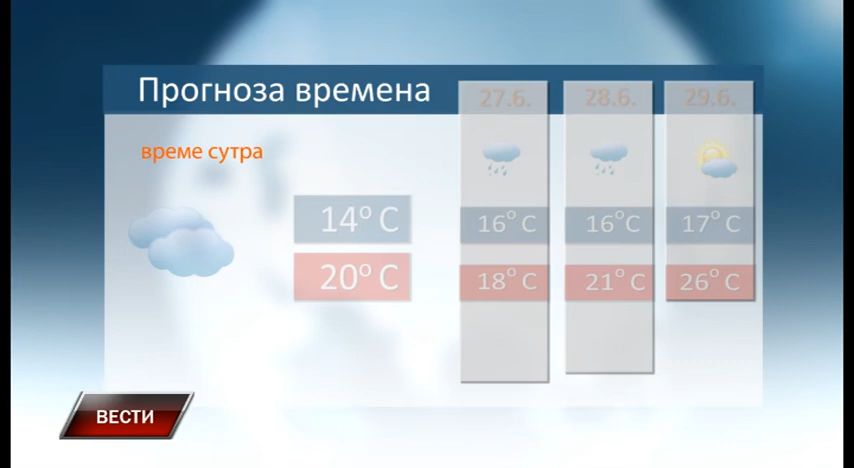 Прогноза времена
27.6.
28.6.
29.6.
време сутра
14° C
20° C
16° C
16° C
17° C
18° C
21° C
26° C
ВЕСТИ